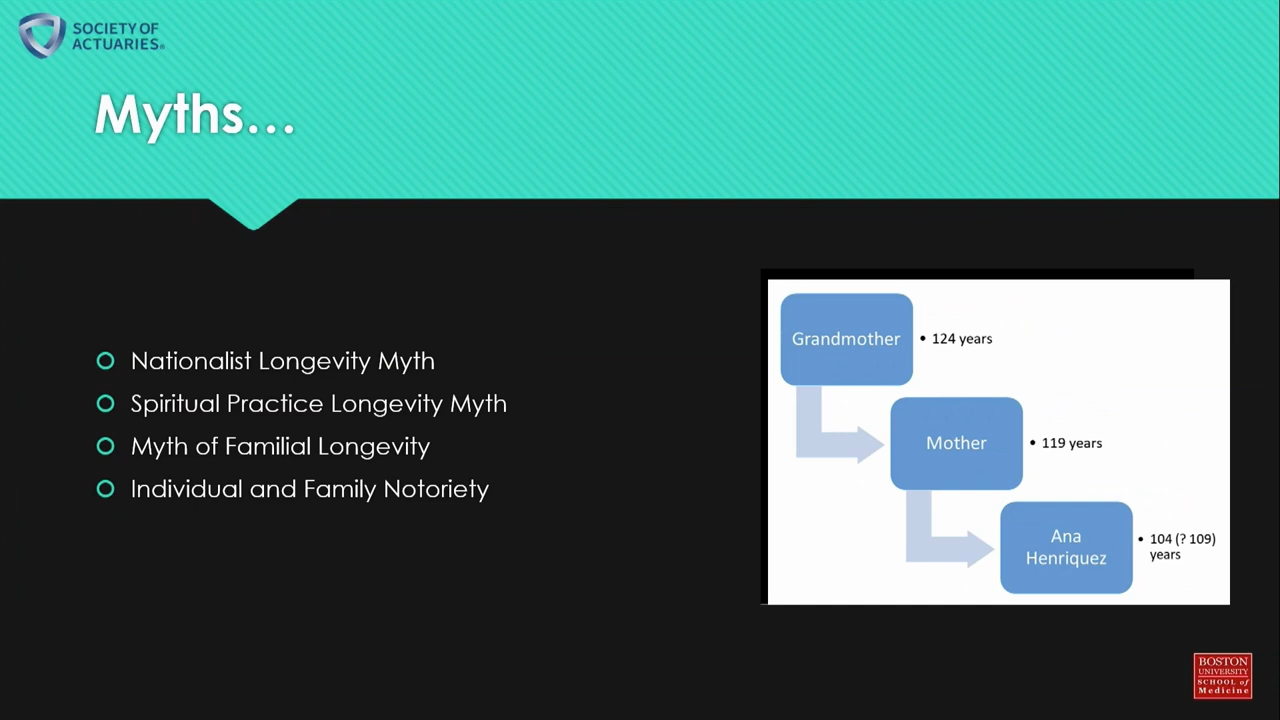 SOCIETY OF
ACTUARIES®
Myths...
Nationalist Longevity Myth
Spiritual Practice Longevity Myth
Myth of Familial Longevity
Individual and Family Notoriety
Grandmother
• 124 years
Mother
• 119 years
Ana
Henriquez
• 104 (? 109)
years
BOSTON
UNIVERSITY
SCHOOL of
Medicine